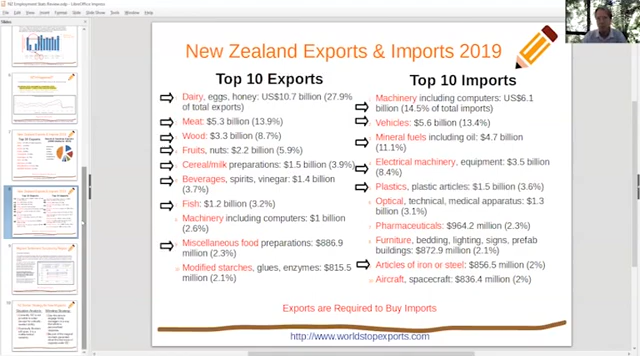 NZ Employment Stats Review.odp - LibreOffice Impress
File Edit View Insert Format Slide Slide Show Tools Window Help
New Zealand Exports & Imports 2019
Top 10 Exports
Dairy, eggs, honey: US$10.7 billion (27.9%
of total exports)
Meat: $5.3 billion (13.9%)
Wood: $3.3 billion (8.7%)
Fruits, nuts: $2.2 billion (5.9%)
Cereal/milk preparations: $1.5 billion (3.9%)
Beverages, spirits, vinegar: $1.4 billion
(3.7%)
Fish: $1.2 billion (3.2%)
Machinery including computers: $1 billion
(2.6%)
Miscellaneous food preparations: $886.9
million (2.3%)
Modified starches, glues, enzymes: $815.5
million (2.1%)
Top 10 Imports
Machinery including computers: US$6.1
billion (14.5% of total imports)
Vehicles: $5.6 billion (13.4%)
Mineral fuels including oil: $4.7 billion
(11.1%)
Electrical machinery, equipment: $3.5 billion
(8.4%)
Plastics, plastic articles: $1.5 billion (3.6%)
Optical, technical, medical apparatus: $1.3
billion (3.1%)
Pharmaceuticals: $964.2 million (2.3%)
Furniture, bedding, lighting, signs, prefab
buildings: $872.9 million (2.1%)
Articles of iron or steel: $856.5 million (2%)
Aircraft, spacecraft: $836.4 million (2%)
Exports are Required to Buy Imports
http://www.worldstopexports.com